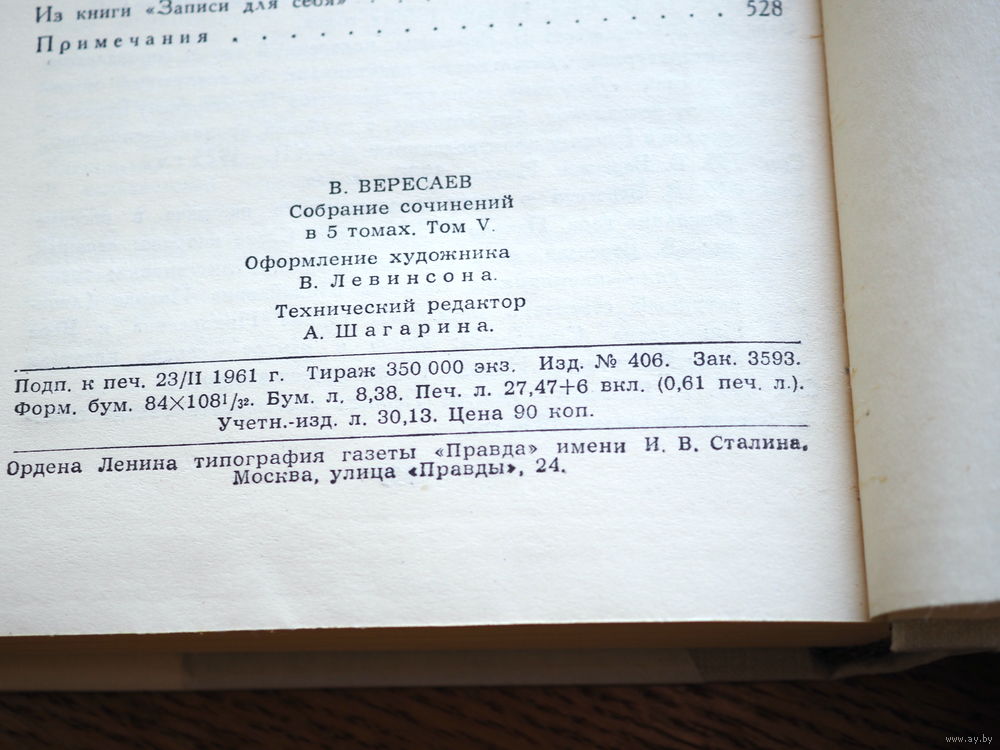 Из книги «Записи для себя»
Примечания . . . . . . . . . . . . . . . . 528
В. ВЕРЕСАЕВ
Собрание сочинений
в 5 томах. Том V.
Оформление художника
В. Левинсона.
Технический редактор
А. Шагарина.
Подп. к печ. 23/II 1961 г. Тираж 350 000 экз. Изд. № 406. Зак. 3593.
Форм. бум. 84×108¹/₃₂. Бум. л. 8,38. Печ. л. 27,47+6 вкл. (0,61 печ. л.).
Учетн.-изд. л. 30,13. Цена 90 коп.
Ордена Ленина типография газеты «Правда» имени И. В. Сталина.
Москва, улица «Правды», 24.
www.ay.by